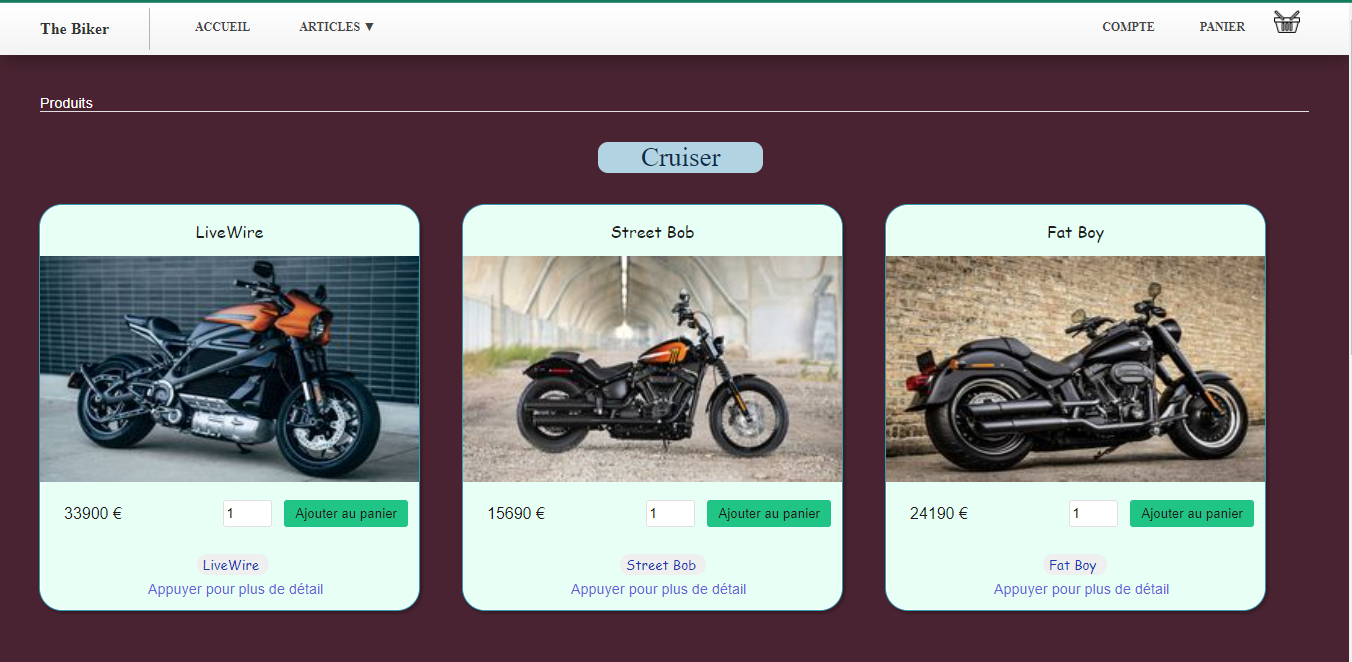 The Biker ACCUEIL ARTICLES ▼ COMPTE PANIER
Produits
Cruiser
LiveWire Street Bob Fat Boy
33900 € 1 Ajouter au panier 15690 € 1 Ajouter au panier 24190 € 1 Ajouter au panier
LiveWire Street Bob Fat Boy
Appuyer pour plus de détail Appuyer pour plus de détail Appuyer pour plus de détail